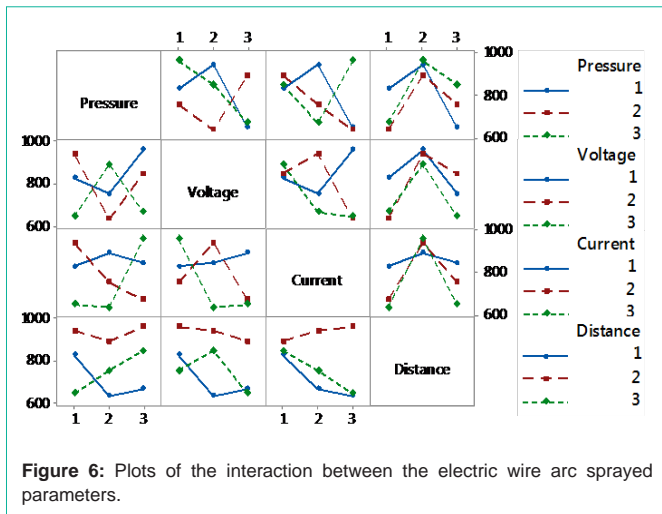 1 2 3 1 2 3
Pressure
1000
800
600
Pressure
1
2
3
1000
800
600
Voltage
Voltage
1
2
3
Current
1000
800
600
Current
1
2
3
1000
800
600
Distance
Distance
1
2
3
1 2 3 1 2 3
Figure 6: Plots of the interaction between the electric wire arc sprayed
parameters.